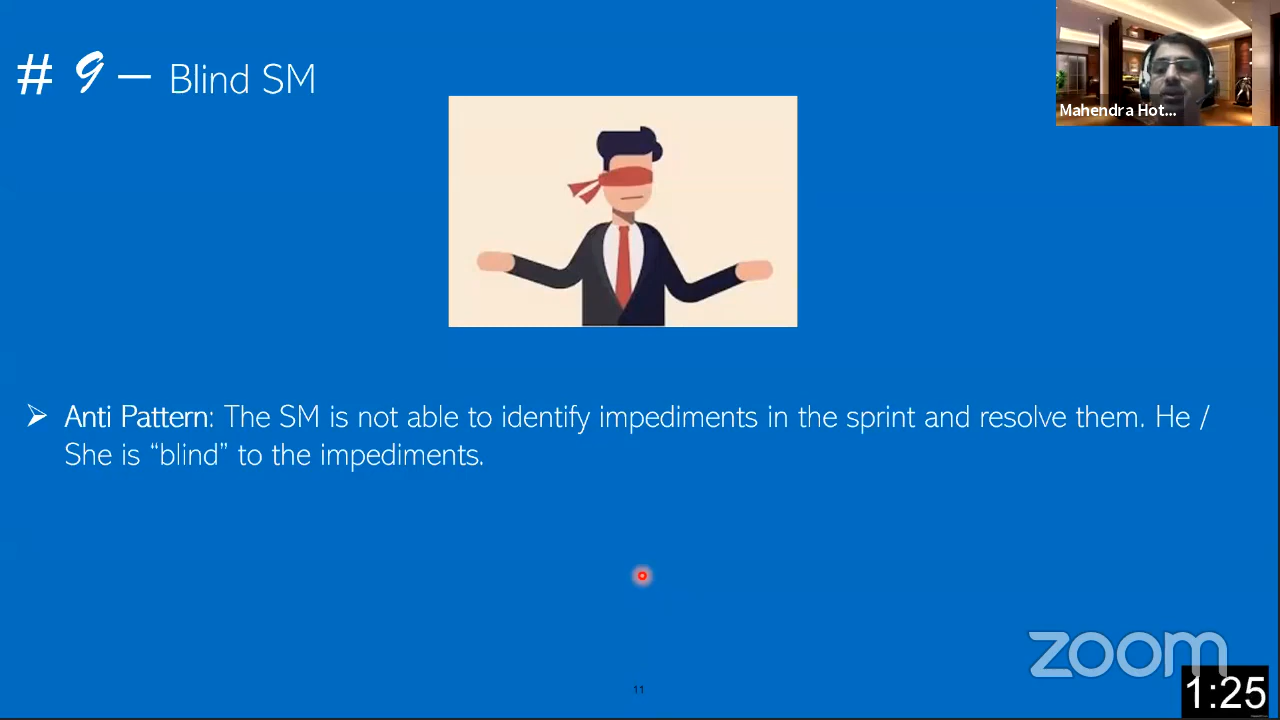 # 9 – Blind SM
Mahendra Hot...
➢ Anti Pattern: The SM is not able to identify impediments in the sprint and resolve them. He /
She is “blind” to the impediments.
zoom
11
1:25